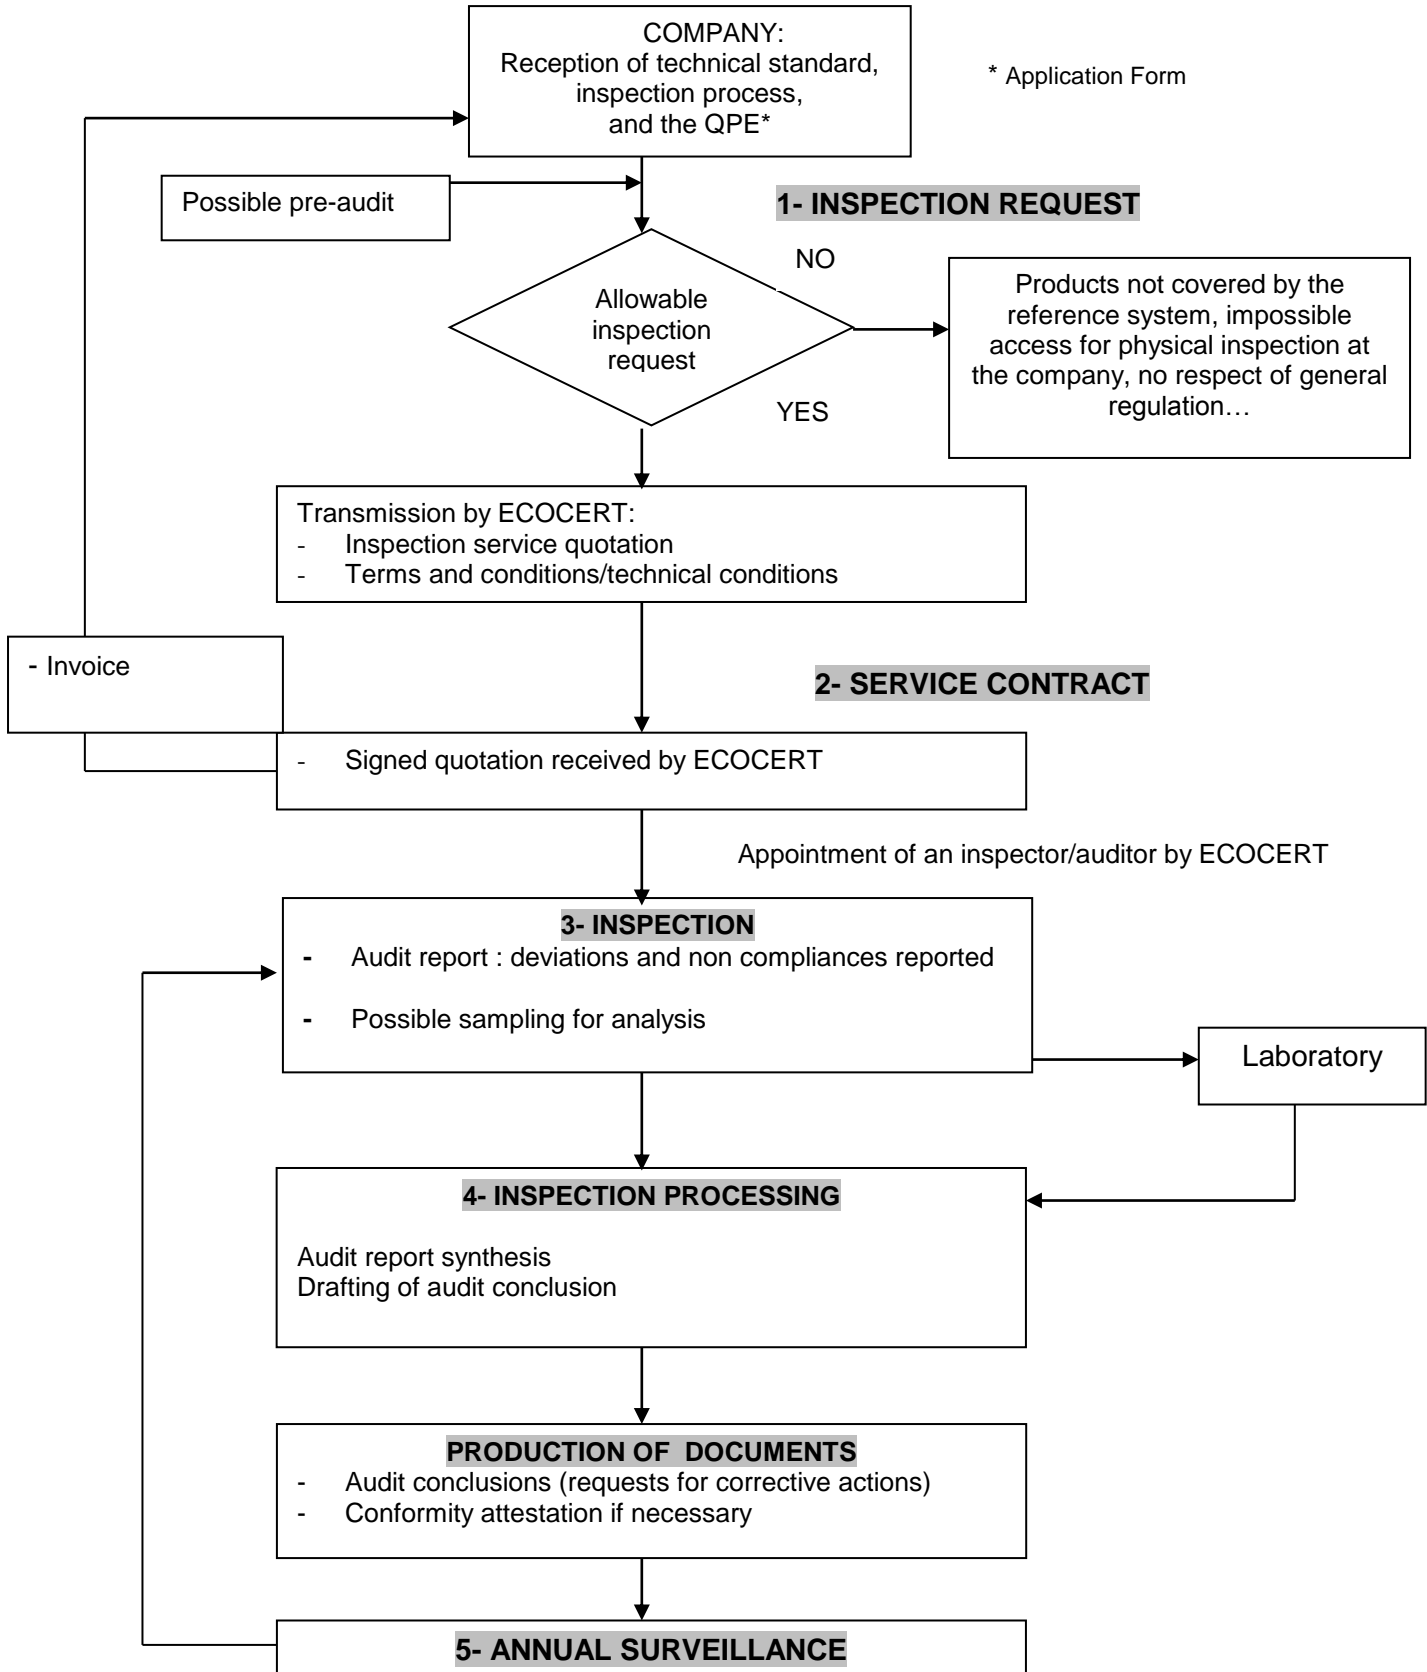 COMPANY:
Reception of technical standard,
inspection process,
and the QPE*
* Application Form
Possible pre-audit
1- INSPECTION REQUEST
NO
Allowable
inspection
request
Products not covered by the
reference system, impossible
access for physical inspection at
the company, no respect of general
regulation…
YES
Transmission by ECOCERT:
- Inspection service quotation
- Terms and conditions/technical conditions
- Invoice
2- SERVICE CONTRACT
- Signed quotation received by ECOCERT
Appointment of an inspector/auditor by ECOCERT
3- INSPECTION
- Audit report : deviations and non compliances reported
- Possible sampling for analysis
Laboratory
4- INSPECTION PROCESSING
Audit report synthesis
Drafting of audit conclusion
PRODUCTION OF DOCUMENTS
- Audit conclusions (requests for corrective actions)
- Conformity attestation if necessary
5- ANNUAL SURVEILLANCE